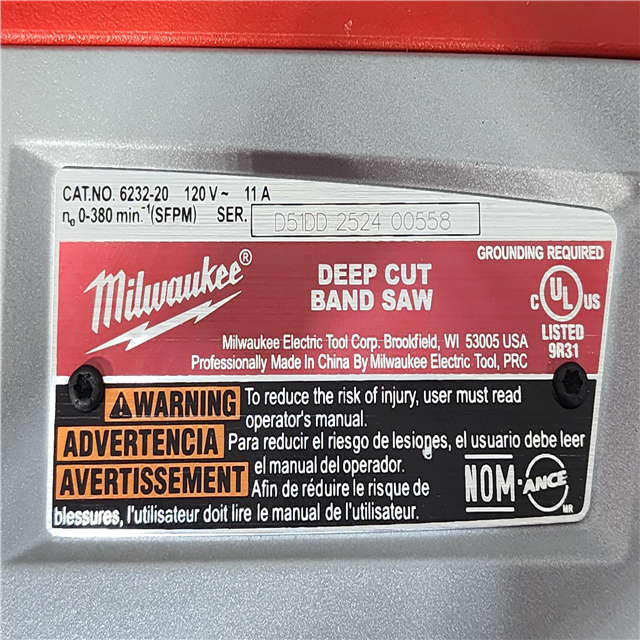 CAT.NO. 6232-20 120 V~ 11 A
n₀ 0-380 min.⁻¹(SFPM) SER. D51DD 2524 00558
GROUNDING REQUIRED
Milwaukee®
DEEP CUT
BAND SAW
C UL US
LISTED
9R31
Milwaukee Electric Tool Corp. Brookfield, WI 53005 USA
Professionally Made In China By Milwaukee Electric Tool, PRC
WARNING To reduce the risk of injury, user must read
operator's manual.
ADVERTENCIA Para reducir el riesgo de lesiones, el usuario debe leer
el manual del operador.
AVERTISSEMENT Afin de réduire le risque de
blessures, l'utilisateur doit lire le manual de l'utilisateur.
NOM-ANCE
MR